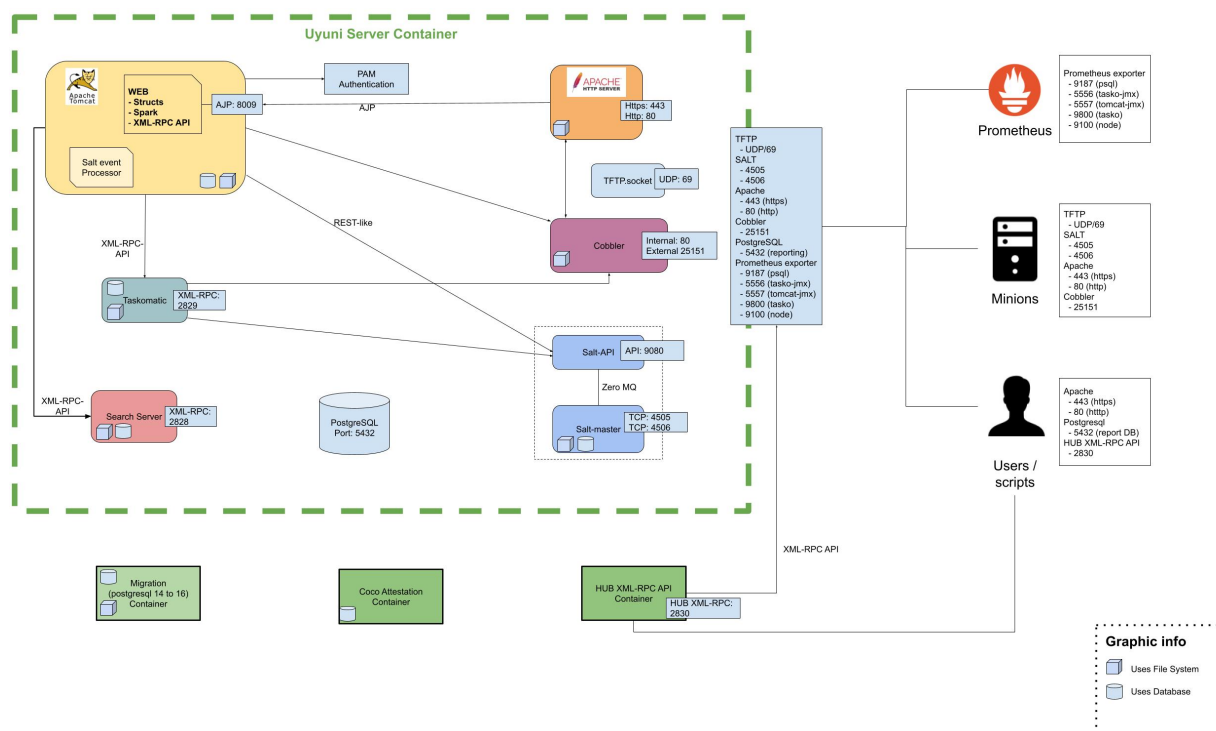 Uyuni Server Container
Apache
Tomcat
WEB
- Structs
- Spark
- XML-RPC API
AJP: 8009
Salt event
Processor
PAM
Authentication
AJP
APACHE
HTTP SERVER
Https: 443
Http: 80
TFTP.socket
UDP: 69
REST-like
Cobbler
Internal: 80
External 25151
XML-RPC-
API
Taskomatic
XML-RPC:
2829
Salt-API
API: 9080
Zero MQ
Salt-master
TCP: 4505
TCP: 4506
XML-RPC-
API
Search Server
XML-RPC:
2828
PostgreSQL
Port: 5432
TFTP
- UDP/69
SALT
- 4505
- 4506
Apache
- 443 (https)
- 80 (http)
Cobbler
- 25151
PostgreSQL
- 5432 (reporting)
Prometheus exporter
- 9187 (psql)
- 5556 (tasko-jmx)
- 5557 (tomcat-jmx)
- 9800 (tasko)
- 9100 (node)
Prometheus
Prometheus exporter
- 9187 (psql)
- 5556 (tasko-jmx)
- 5557 (tomcat-jmx)
- 9800 (tasko)
- 9100 (node)
Minions
TFTP
- UDP/69
SALT
- 4505
- 4506
Apache
- 443 (https)
- 80 (http)
Cobbler
- 25151
Users /
scripts
Apache
- 443 (https)
- 80 (htttp)
Postgresql
- 5432 (report DB)
HUB XML-RPC API
- 2830
XML-RPC API
Migration
(postgresql 14 to 16)
Container
Coco Attestation
Container
HUB XML-RPC API
Container
HUB XML-RPC:
2830
Graphic info
Uses File System
Uses Database